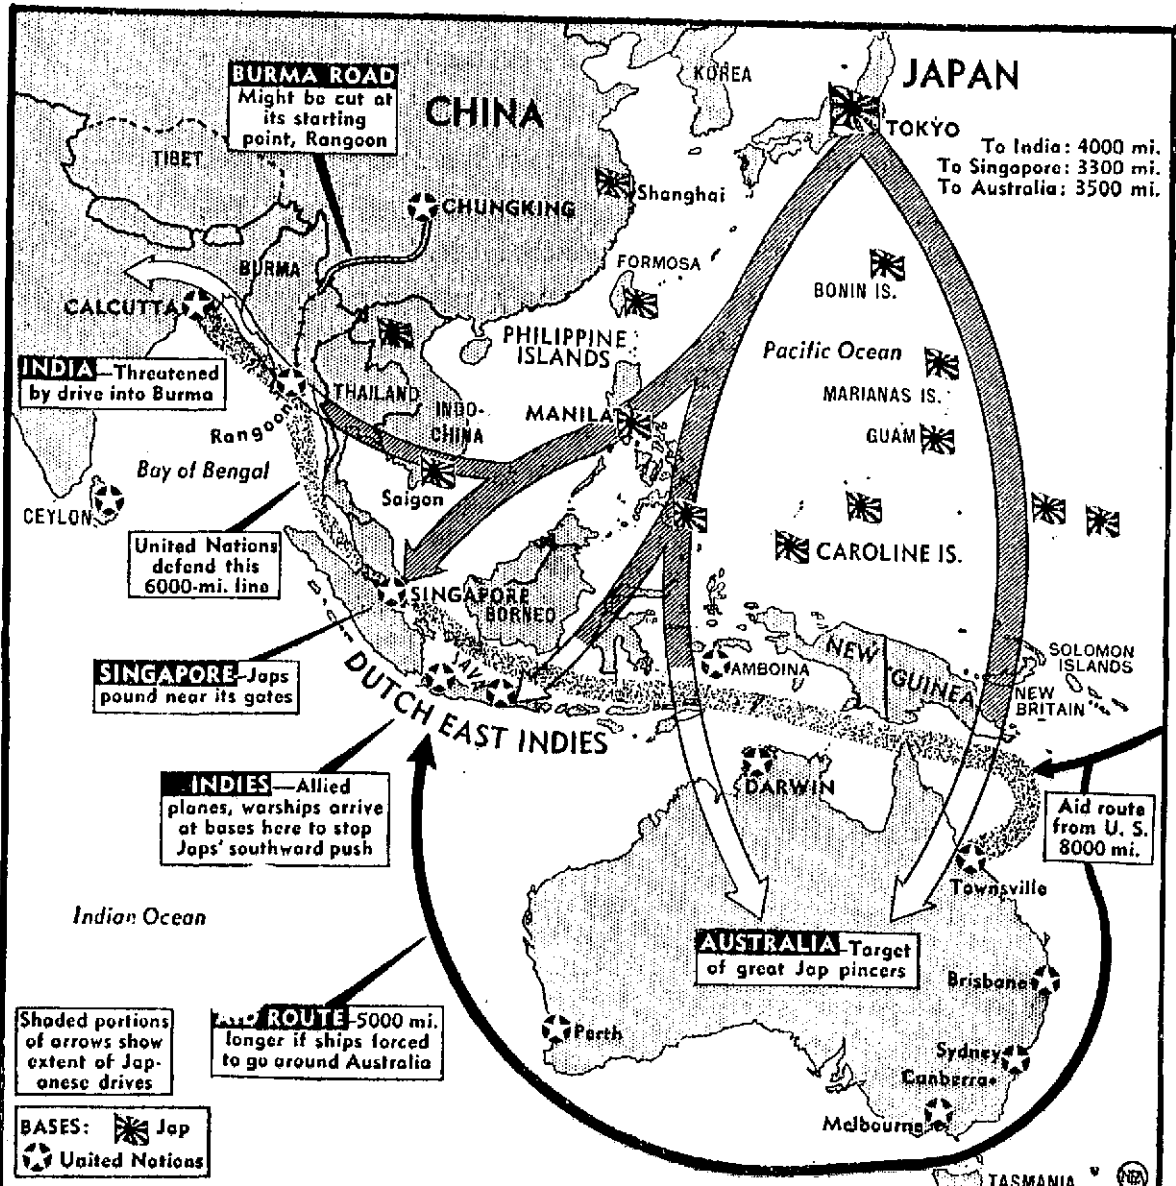 BURMA ROAD
Might be cut at
its starting
point, Rangoon
CHINA
KOREA
JAPAN
TOKYO
To India: 4000 mi.
To Singapore: 3300 mi.
To Australia: 3500 mi.
TIBET
Shanghai
CHUNGKING
BURMA
FORMOSA
BONIN IS.
CALCUTTA
PHILIPPINE
ISLANDS
Pacific Ocean
INDIA—Threatened
by drive into Burma
THAILAND
MARIANAS IS.
INDO-
CHINA
MANILA
GUAM
Rangoon
Bay of Bengal
Saigon
CEYLON
CAROLINE IS.
United Nations
defend this
6000-mi. line
SINGAPORE
BORNEO
SINGAPORE—Japs
pound near its gates
JAVA
DUTCH EAST INDIES
AMBOINA
NEW
GUINEA
SOLOMON
ISLANDS
NEW
BRITAIN
INDIES—Allied
planes, warships arrive
at bases here to stop
Japs' southward push
DARWIN
Aid route
from U. S.
8000 mi.
Townsville
Indian Ocean
AUSTRALIA—Target
of great Jap pincers
Brisbane
Shaded portions
of arrows show
extent of Jap-
anese drives
AID ROUTE—5000 mi.
longer if ships forced
to go around Australia
Perth
Sydney
Canberra
Melbourne
BASES: Jap
United Nations
TASMANIA
NEA